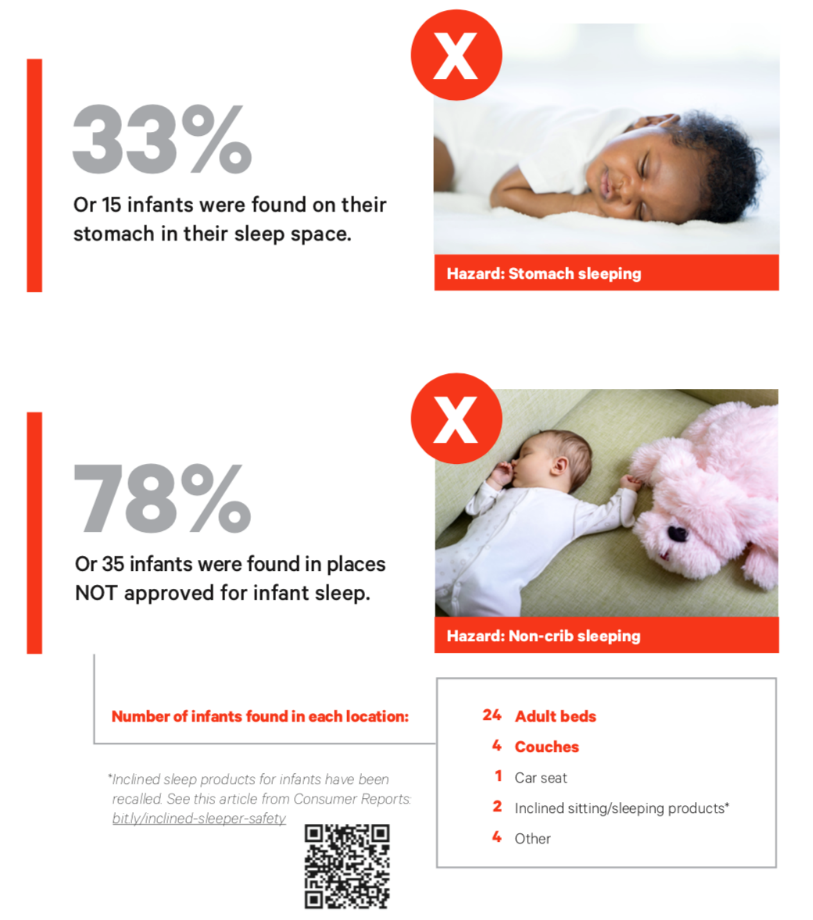 X
33%
Or 15 infants were found on their
stomach in their sleep space.
Hazard: Stomach sleeping
X
78%
Or 35 infants were found in places
NOT approved for infant sleep.
Hazard: Non-crib sleeping
Number of infants found in each location:
24 Adult beds
4 Couches
1 Car seat
2 Inclined sitting/sleeping products*
4 Other
*Inclined sleep products for infants have been
recalled. See this article from Consumer Reports:
bit.ly/inclined-sleeper-safety